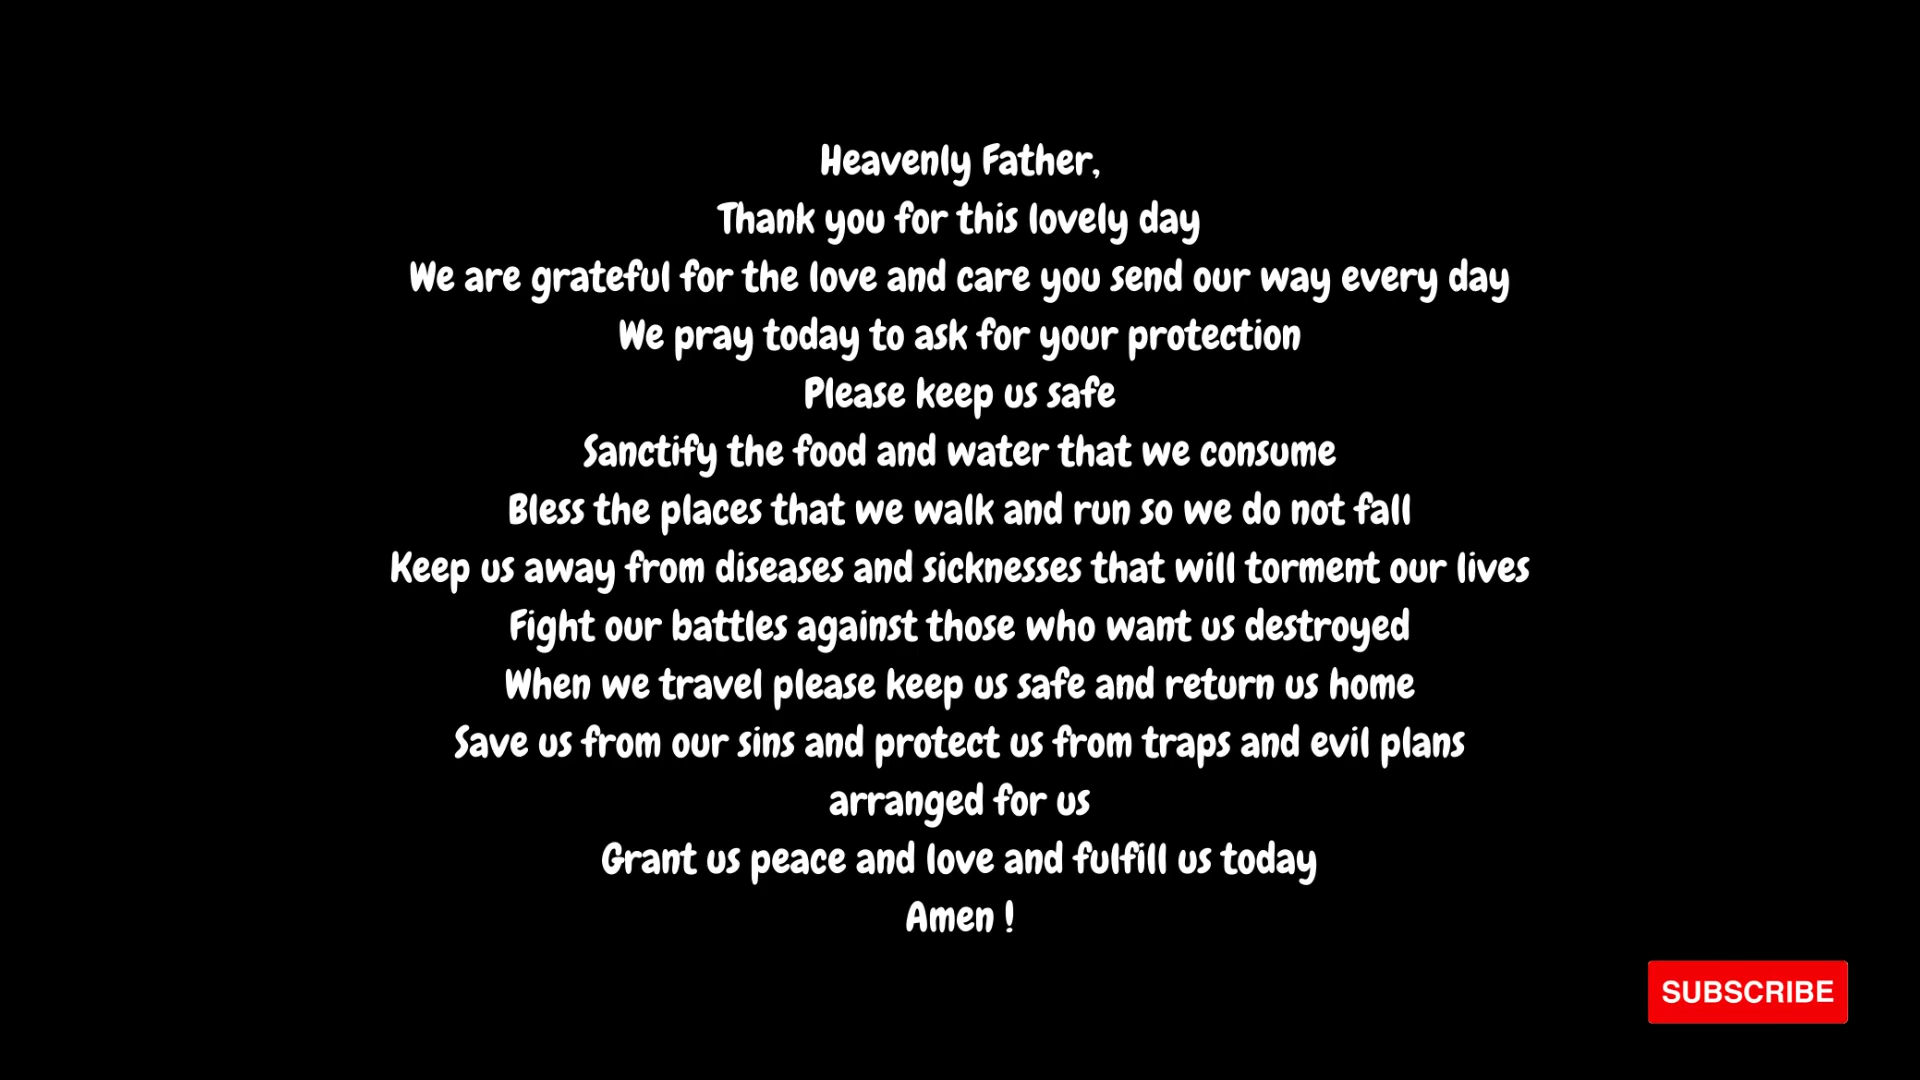 Heavenly Father,
Thank you for this lovely day
We are grateful for the love and care you send our way every day
We pray today to ask for your protection
Please keep us safe
Sanctify the food and water that we consume
Bless the places that we walk and run so we do not fall
Keep us away from diseases and sicknesses that will torment our lives
Fight our battles against those who want us destroyed
When we travel please keep us safe and return us home
Save us from our sins and protect us from traps and evil plans
arranged for us
Grant us peace and love and fulfill us today
Amen !
SUBSCRIBE